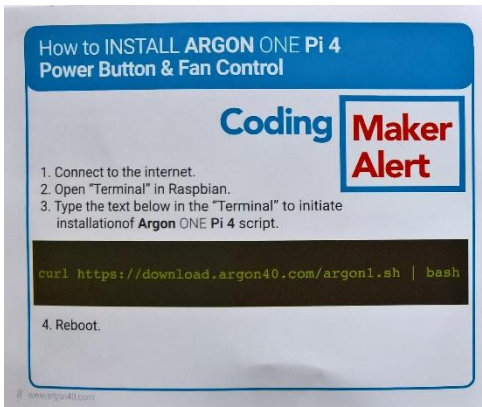 How to INSTALL ARGON ONE Pi 4
Power Button & Fan Control
Coding Maker
Alert
1. Connect to the internet.
2. Open “Terminal” in Raspbian.
3. Type the text below in the “Terminal” to initiate
installationof Argon ONE Pi 4 script.
curl https://download.argon40.com/argon1.sh | bash
4. Reboot.
8 www.argon40.com